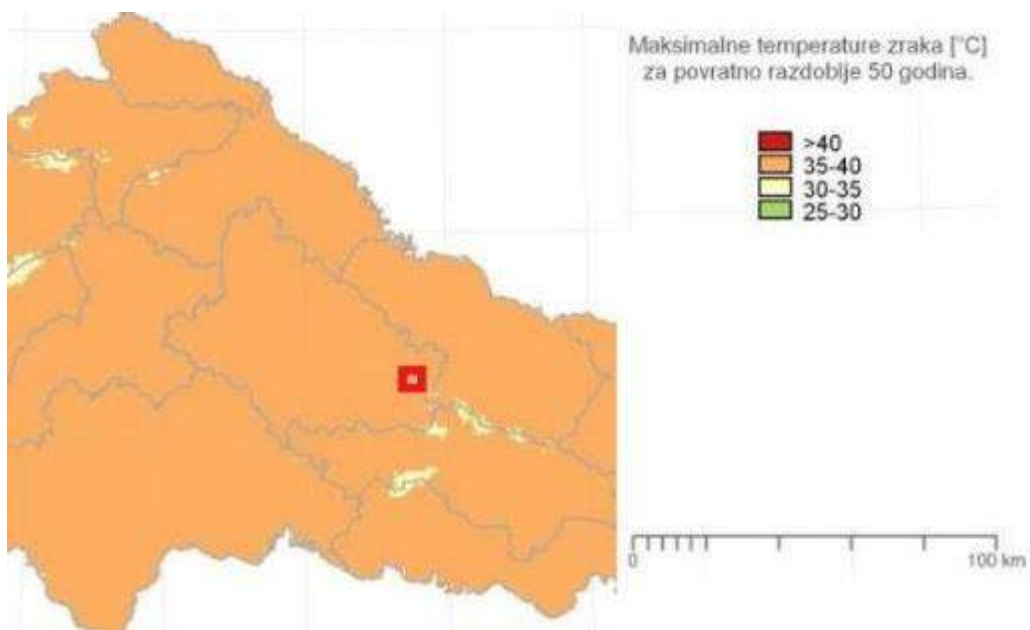 Maksimalne temperature zraka [°C]
za povratno razdoblje 50 godina.
>40
35-40
30-35
25-30
0
100 km